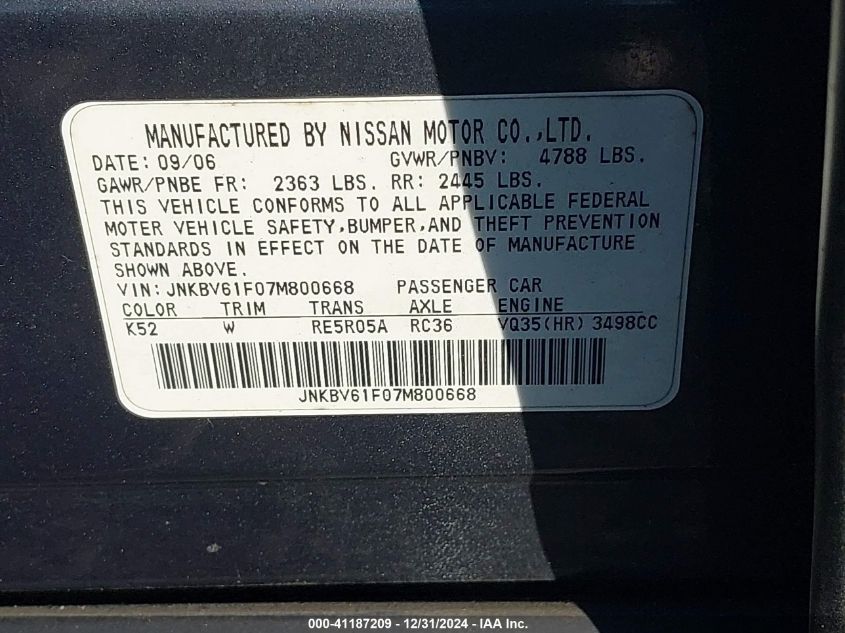 MANUFACTURED BY NISSAN MOTOR CO.,LTD.
DATE: 09/06 GVWR/PNBV: 4788 LBS.
GAWR/PNBE FR: 2363 LBS. RR: 2445 LBS.
THIS VEHICLE CONFORMS TO ALL APPLICABLE FEDERAL
MOTER VEHICLE SAFETY,BUMPER,AND THEFT PREVENTION
STANDARDS IN EFFECT ON THE DATE OF MANUFACTURE
SHOWN ABOVE.
VIN: JNKBV61F07M800668 PASSENGER CAR
COLOR TRIM TRANS AXLE ENGINE
K52 W RE5R05A RC36 VQ35(HR) 3498CC
JNKBV61F07M800668
000-41187209 - 12/31/2024 - IAA Inc.